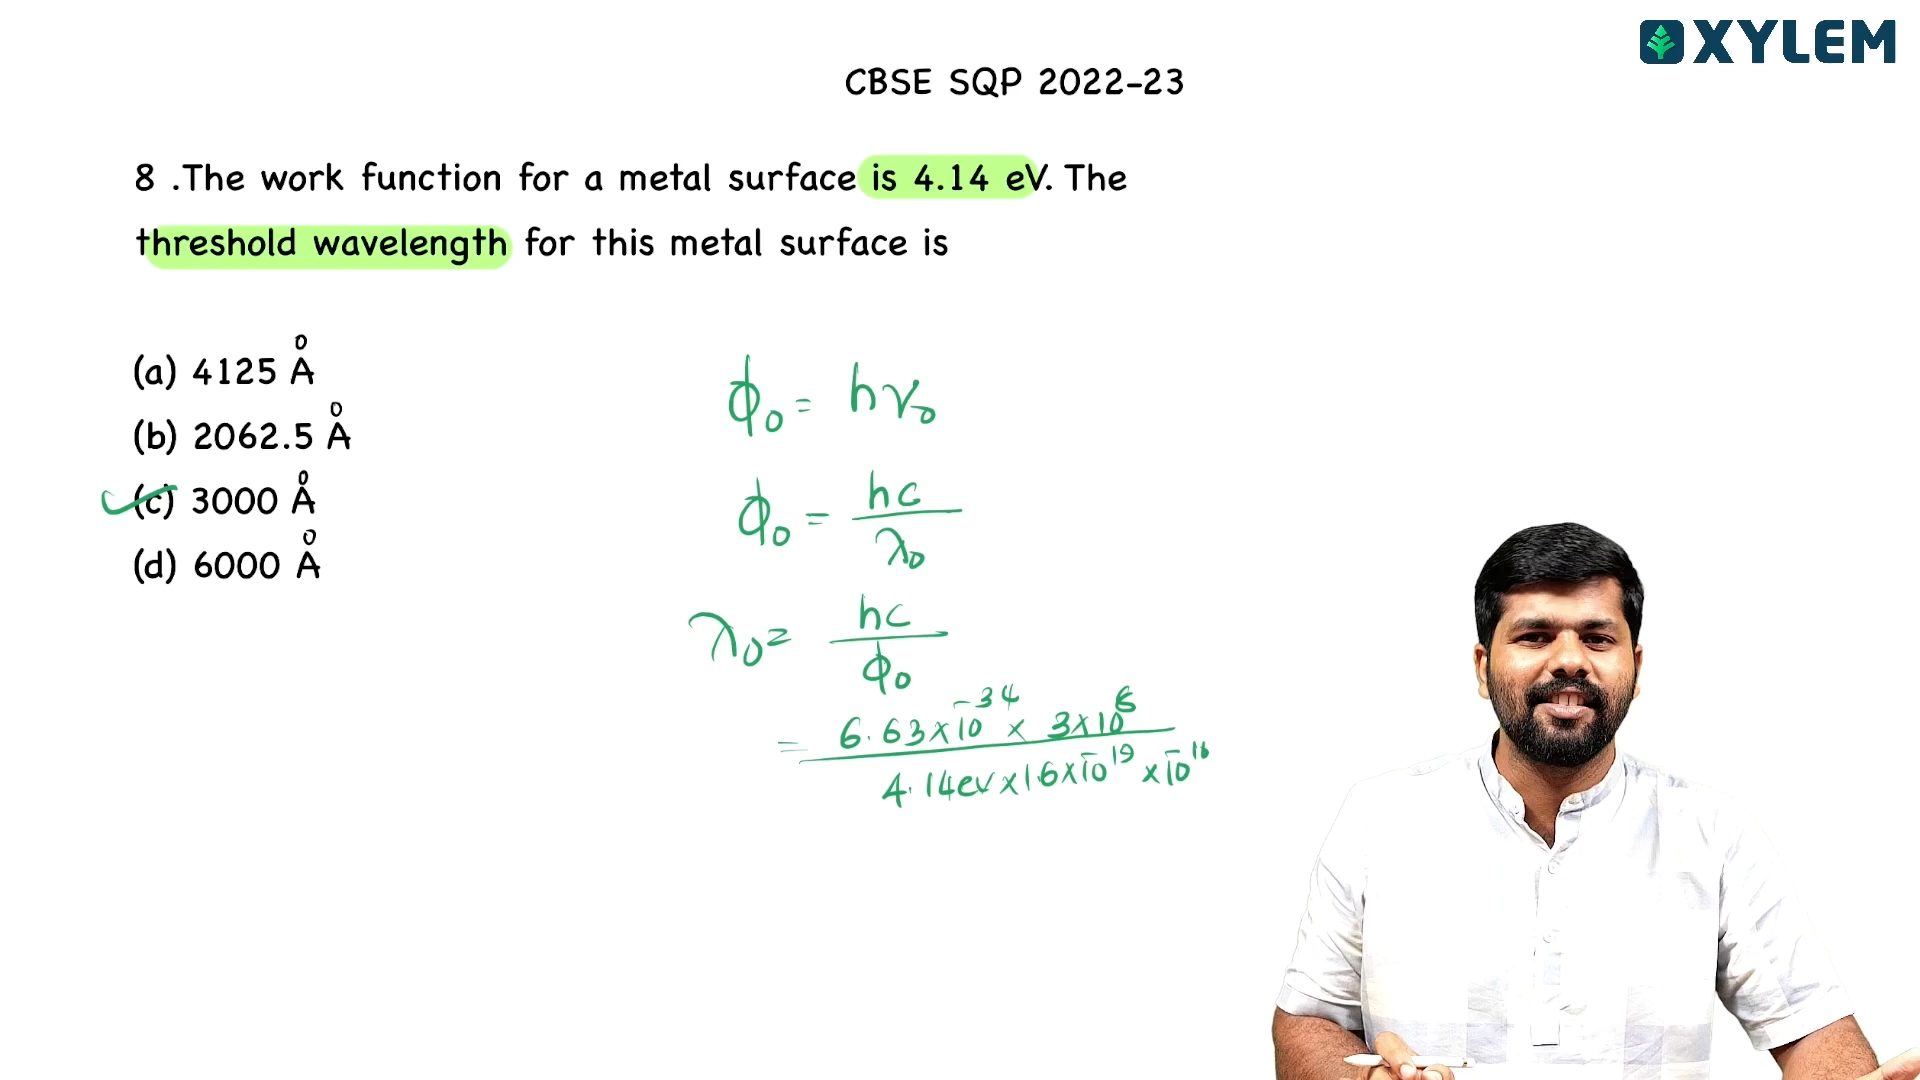 XYLEM
CBSE SQP 2022-23
8 .The work function for a metal surface is 4.14 eV. The
threshold wavelength for this metal surface is
(a) 4125 Å
(b) 2062.5 Å
(c) 3000 Å
(d) 6000 Å
ϕ₀ = hν₀
ϕ₀ = hc/λ₀
λ₀ = hc/ϕ₀
= 6.63×10⁻³⁴ × 3×10⁸ / 4.14eV×1.6×10⁻¹⁹ ×10⁻¹⁰